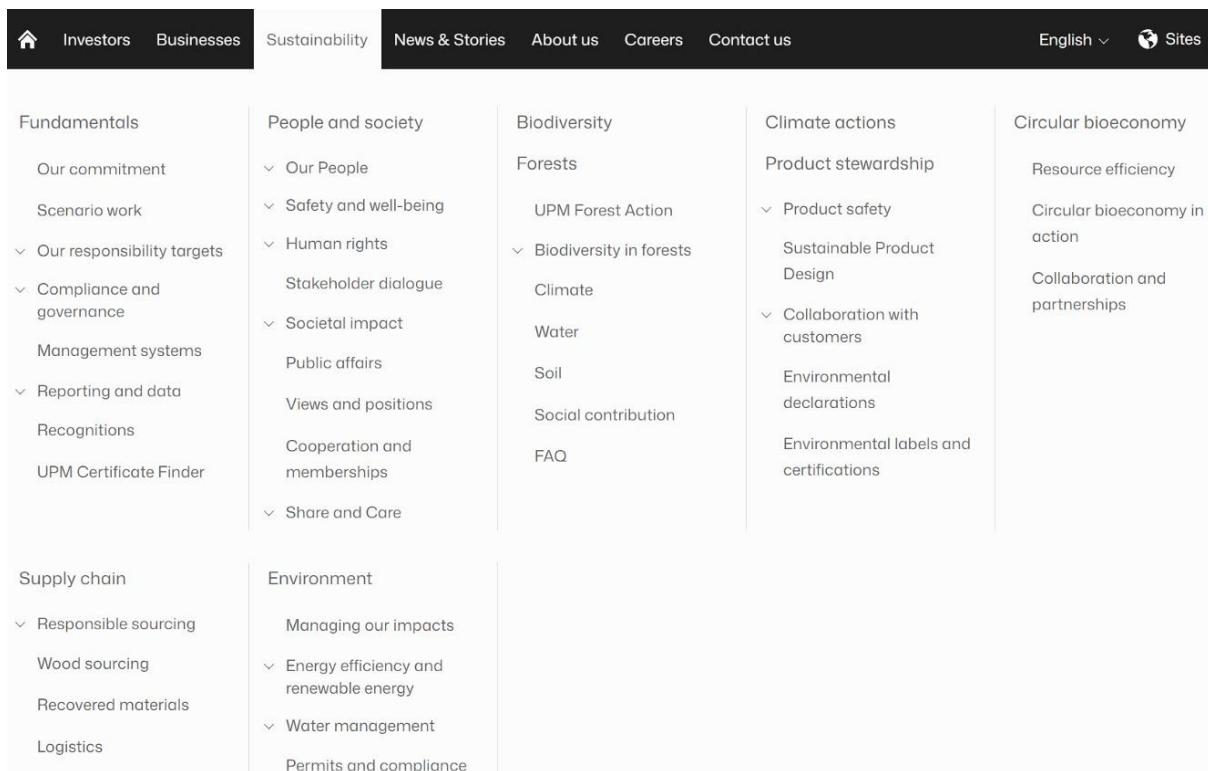 Investors Businesses Sustainability News & Stories About us Careers Contact us English Sites
Fundamentals
Our commitment
Scenario work
Our responsibility targets
Compliance and
governance
Management systems
Reporting and data
Recognitions
UPM Certificate Finder
People and society
Our People
Safety and well-being
Human rights
Stakeholder dialogue
Societal impact
Public affairs
Views and positions
Cooperation and
memberships
Share and Care
Biodiversity
Forests
UPM Forest Action
Biodiversity in forests
Climate
Water
Soil
Social contribution
FAQ
Climate actions
Product stewardship
Product safety
Sustainable Product
Design
Collaboration with
customers
Environmental
declarations
Environmental labels and
certifications
Circular bioeconomy
Resource efficiency
Circular bioeconomy in
action
Collaboration and
partnerships
Supply chain
Responsible sourcing
Wood sourcing
Recovered materials
Logistics
Environment
Managing our impacts
Energy efficiency and
renewable energy
Water management
Permits and compliance